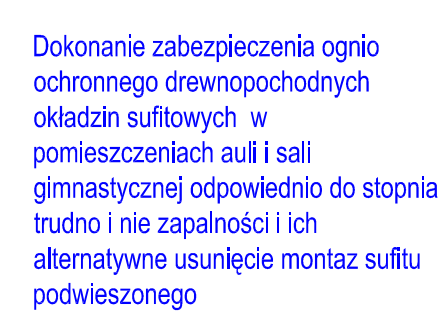 Dokonanie zabezpieczenia ognio
ochronnego drewnopochodnych
okładzin sufitowych  w
pomieszczeniach auli i sali
gimnastycznej odpowiednio do stopnia
trudno i nie zapalności i ich
alternatywne usunięcie montaz sufitu
podwieszonego